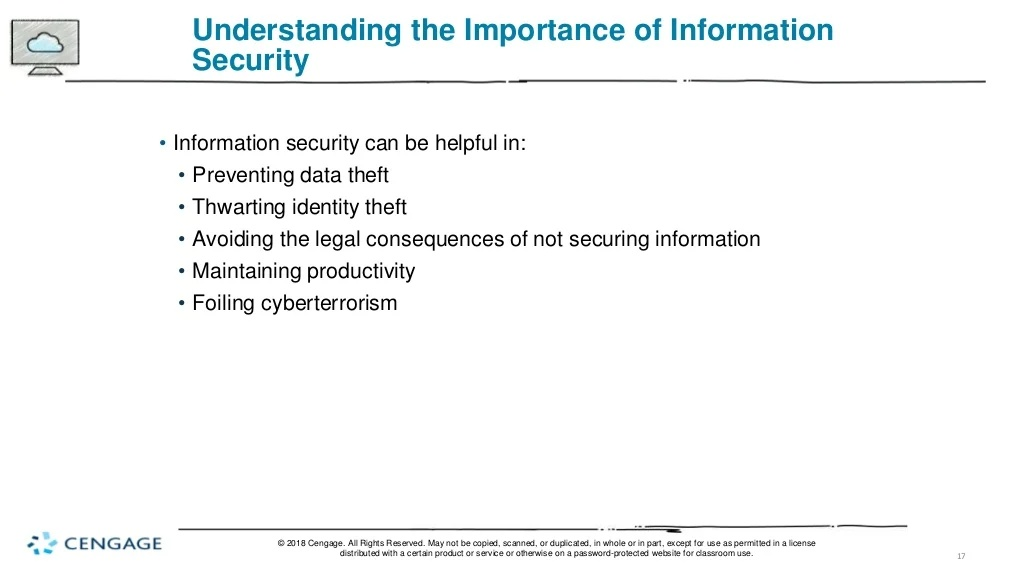 Understanding the Importance of Information
Security
• Information security can be helpful in:
• Preventing data theft
• Thwarting identity theft
• Avoiding the legal consequences of not securing information
• Maintaining productivity
• Foiling cyberterrorism
CENGAGE
© 2018 Cengage. All Rights Reserved. May not be copied, scanned, or duplicated, in whole or in part, except for use as permitted in a license
distributed with a certain product or service or otherwise on a password-protected website for classroom use.
17